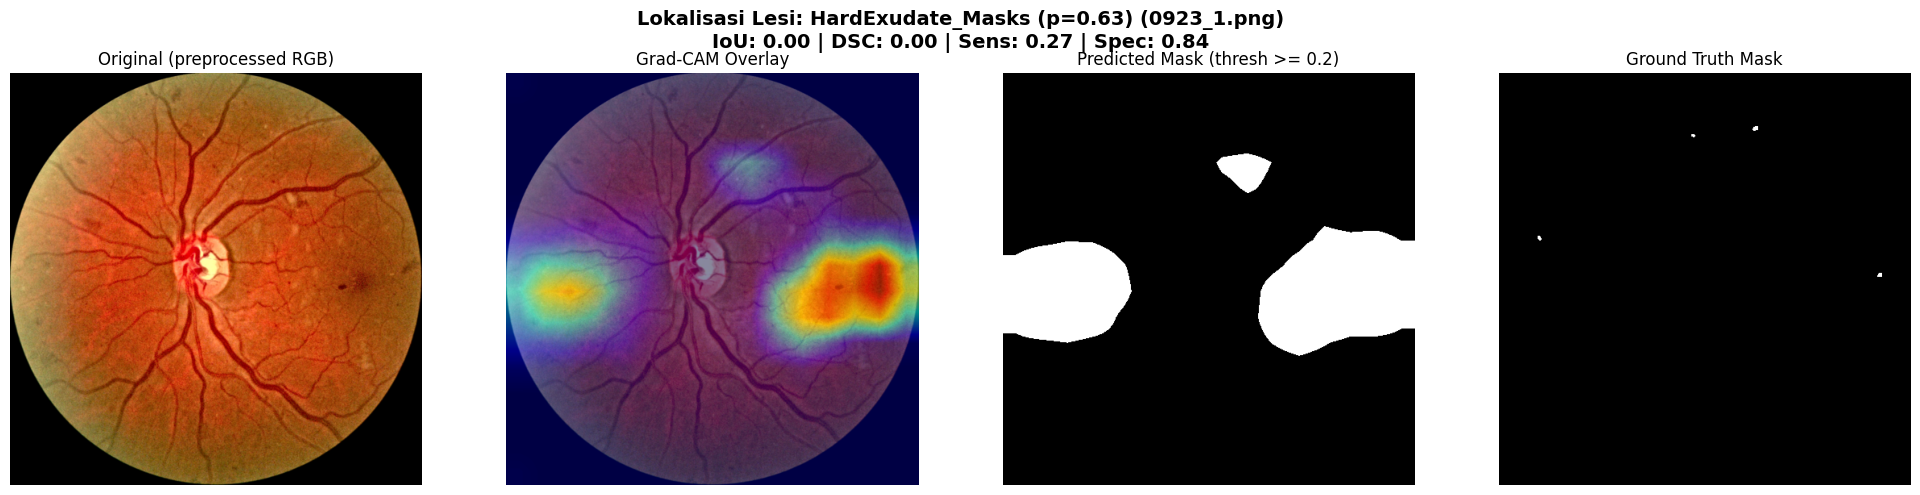 Lokalisasi Lesi: HardExudate_Masks (p=0.63) (0923_1.png)
IoU: 0.00 | DSC: 0.00 | Sens: 0.27 | Spec: 0.84
Original (preprocessed RGB)
Grad-CAM Overlay
Predicted Mask (thresh >= 0.2)
Ground Truth Mask